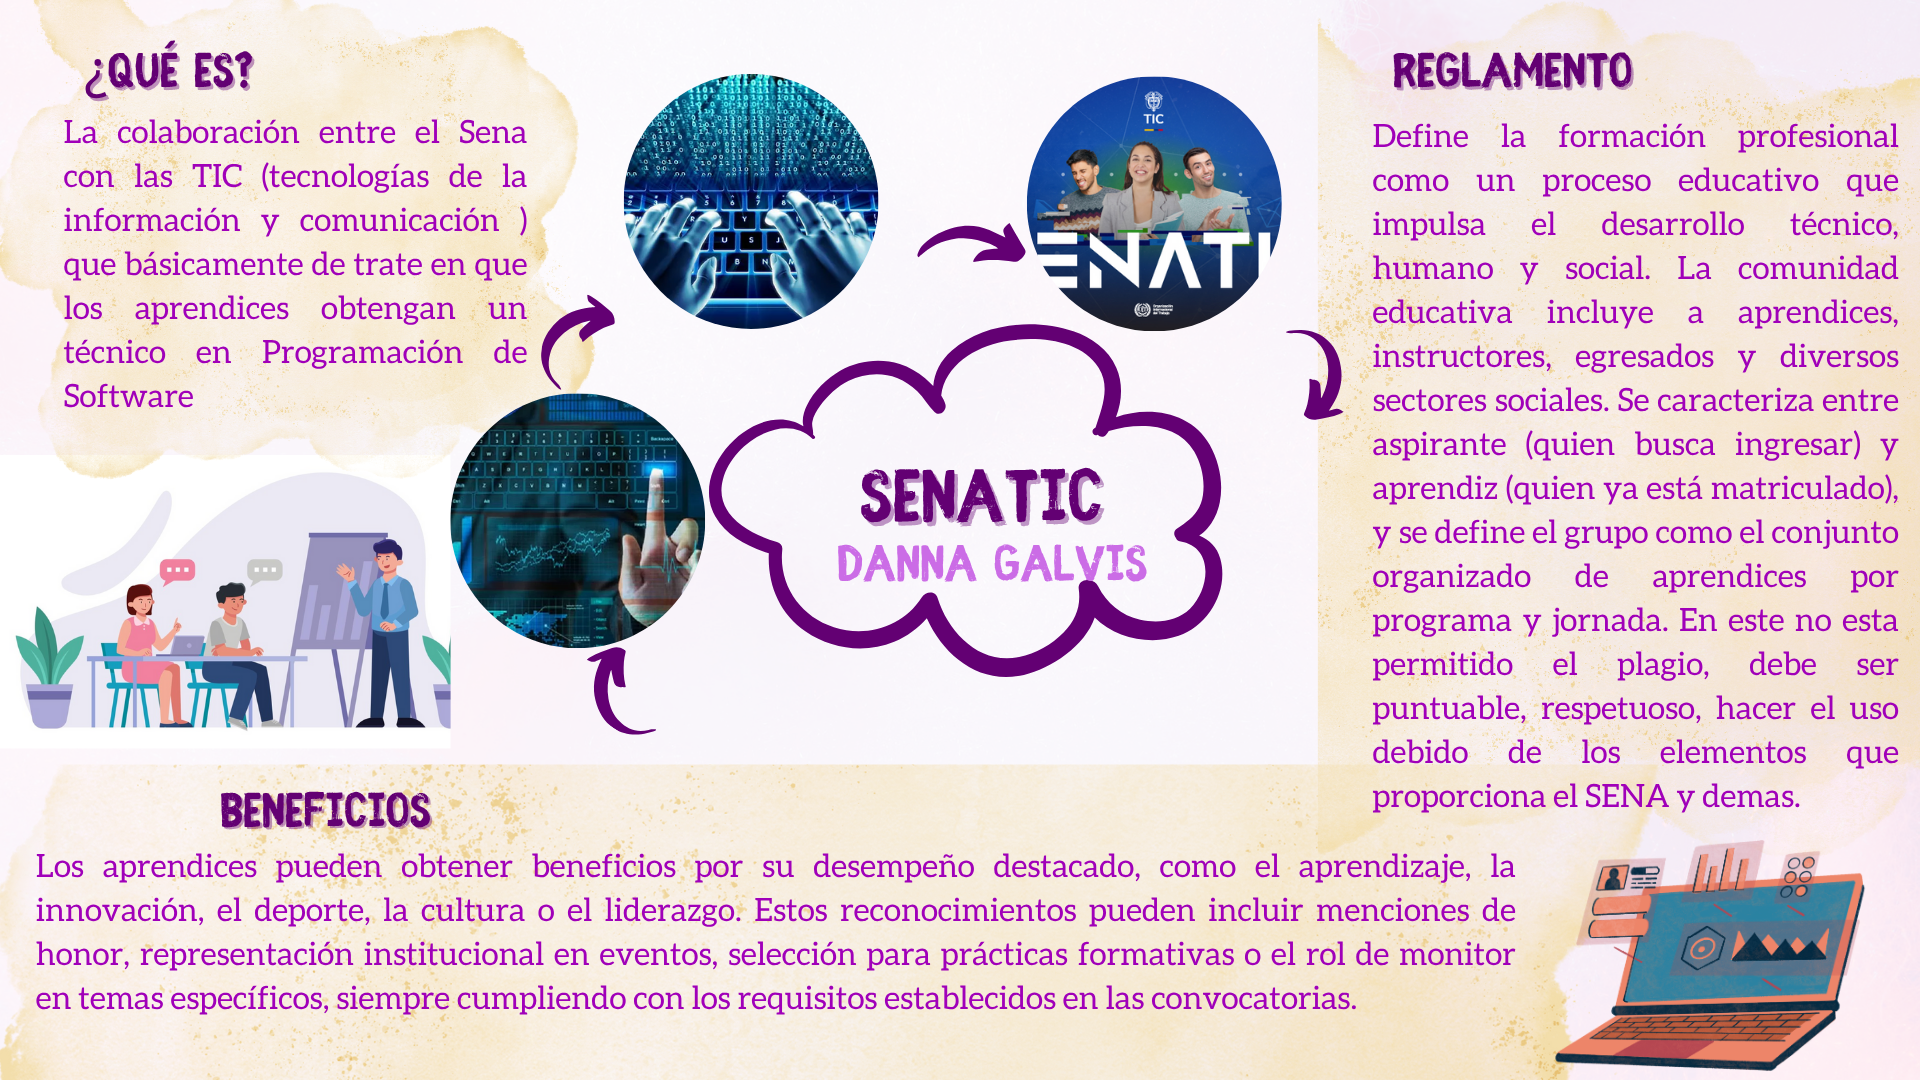 ¿QUÉ ES?
La colaboración entre el Sena
con las TIC (tecnologías de la
información y comunicación )
que básicamente de trate en que
los aprendices obtengan un
técnico en Programación de
Software
TIC
ENATI
SENATIC
DANNA GALVIS
REGLAMENTO
Define la formación profesional
como un proceso educativo que
impulsa el desarrollo técnico,
humano y social. La comunidad
educativa incluye a aprendices,
instructores, egresados y diversos
sectores sociales. Se caracteriza entre
aspirante (quien busca ingresar) y
aprendiz (quien ya está matriculado),
y se define el grupo como el conjunto
organizado de aprendices por
programa y jornada. En este no esta
permitido el plagio, debe ser
puntuable, respetuoso, hacer el uso
debido de los elementos que
proporciona el SENA y demas.
BENEFICIOS
Los aprendices pueden obtener beneficios por su desempeño destacado, como el aprendizaje, la
innovación, el deporte, la cultura o el liderazgo. Estos reconocimientos pueden incluir menciones de
honor, representación institucional en eventos, selección para prácticas formativas o el rol de monitor
en temas específicos, siempre cumpliendo con los requisitos establecidos en las convocatorias.